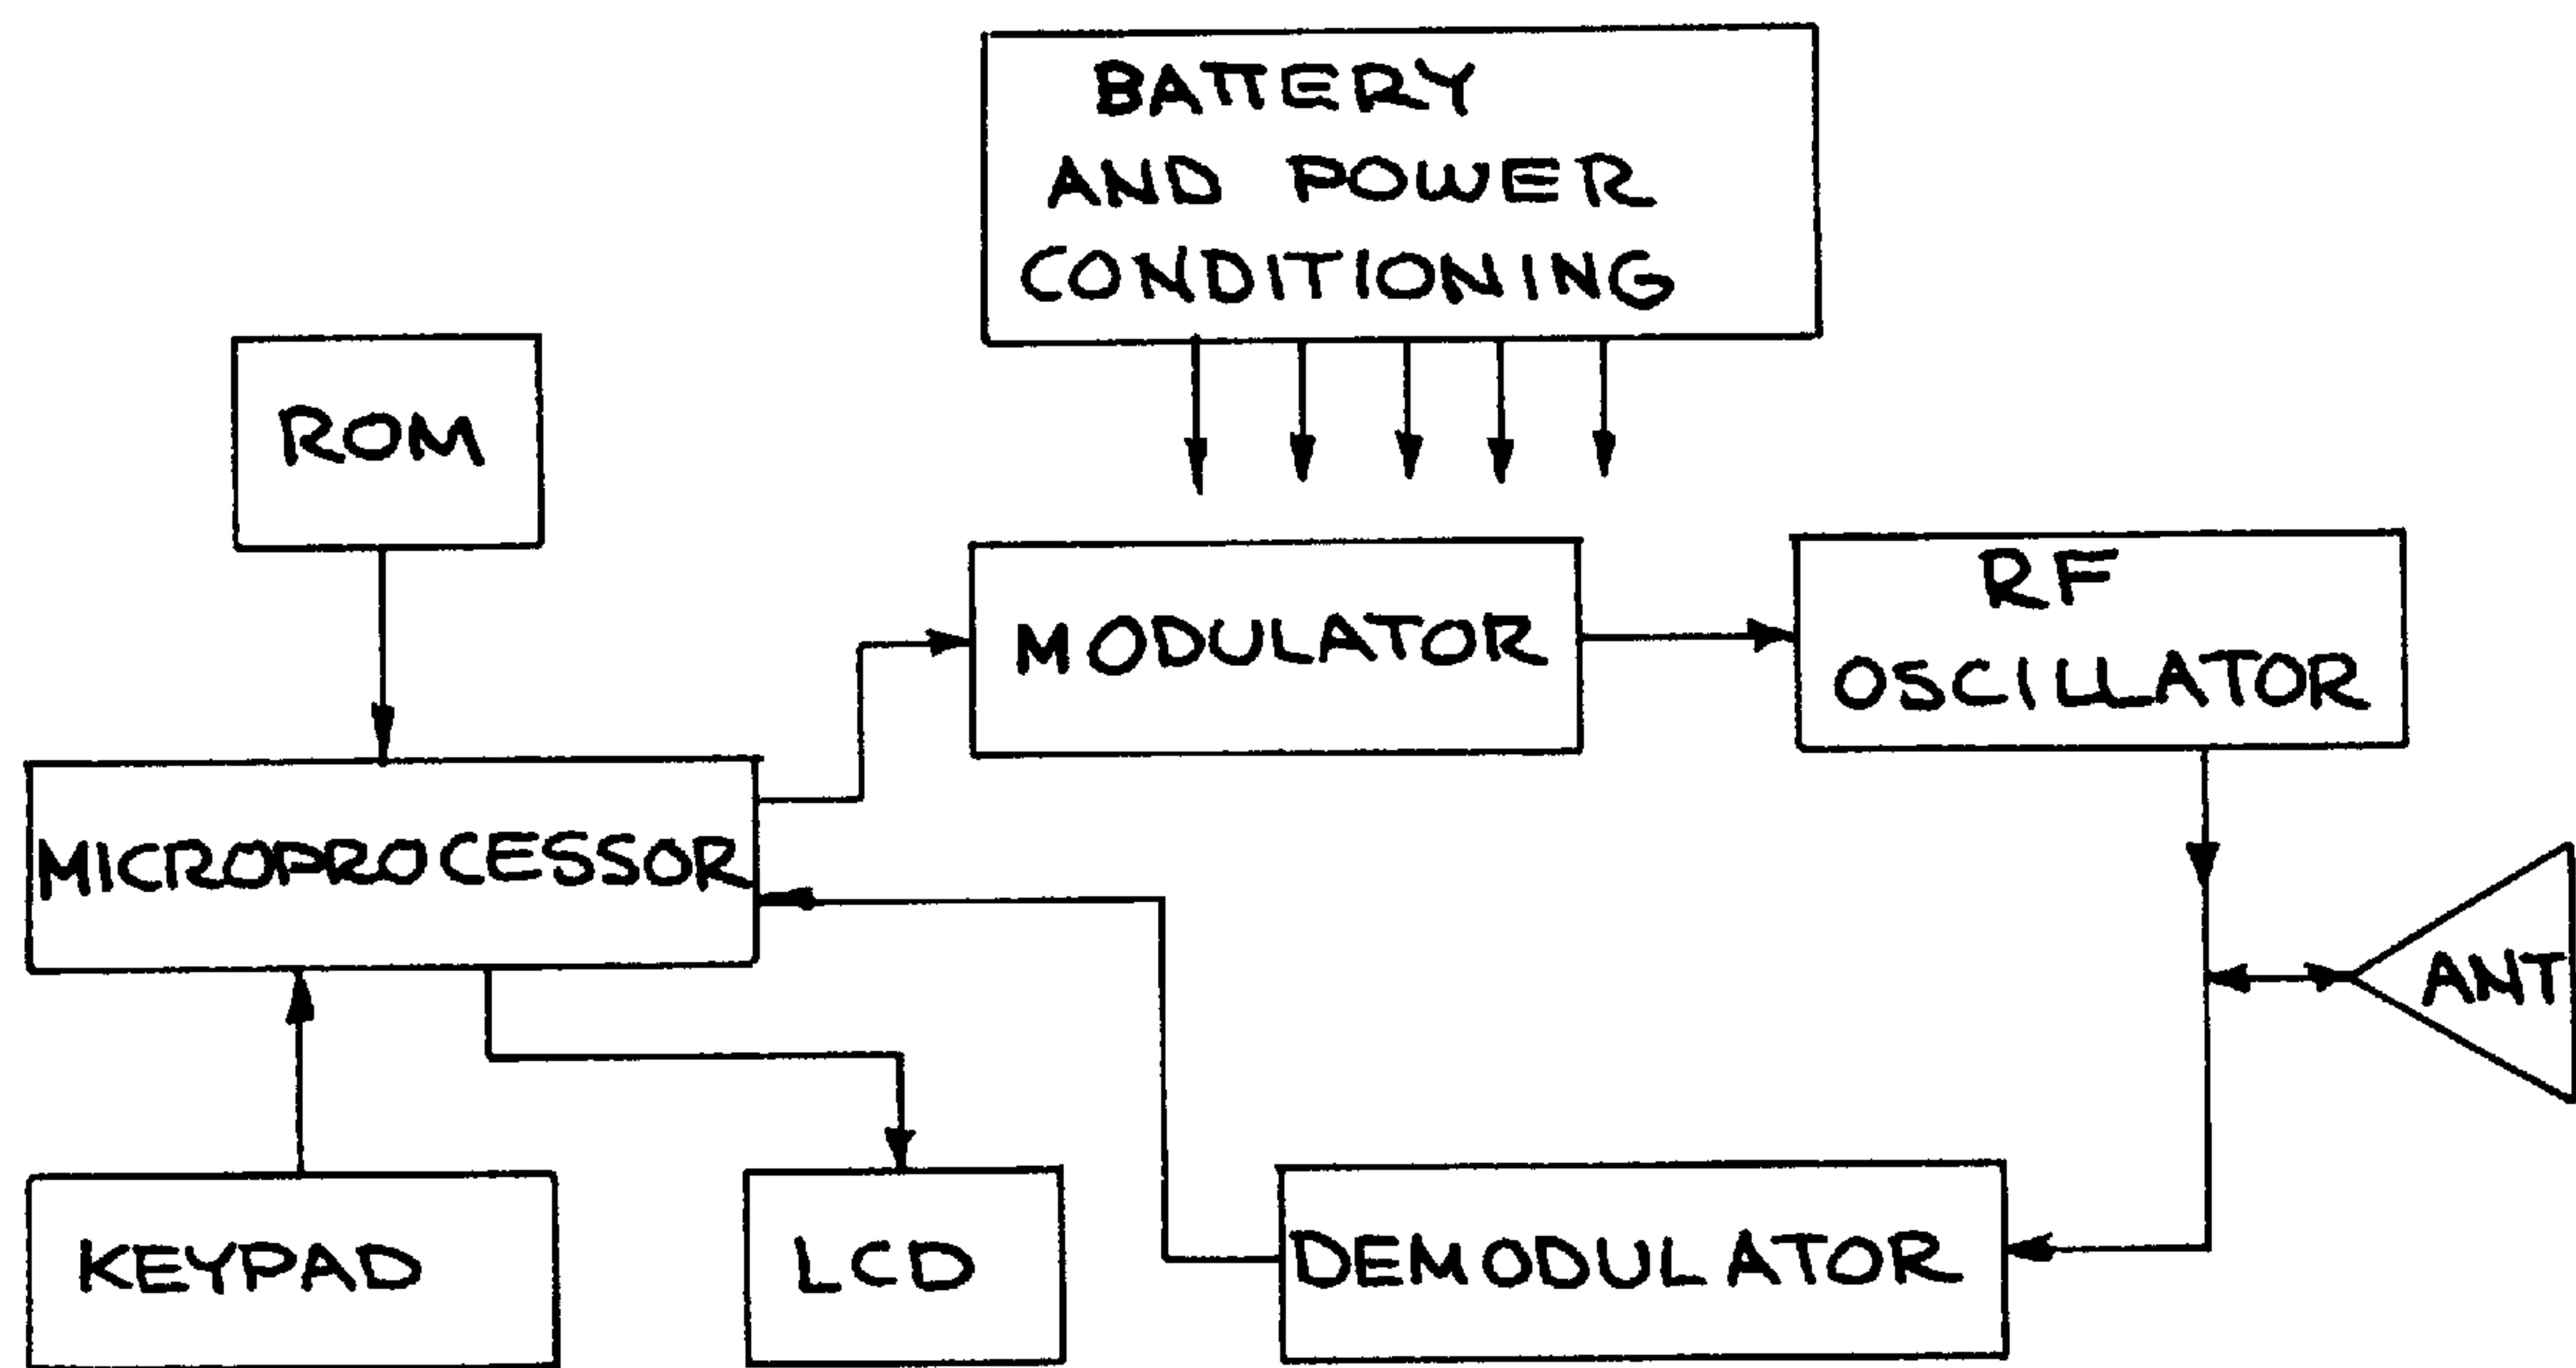 BATTERY
AND POWER
CONDITIONING
ROM
MODULATOR
RF
OSCILLATOR
MICROPROCESSOR
ANT
KEYPAD
LCD
DEMODULATOR